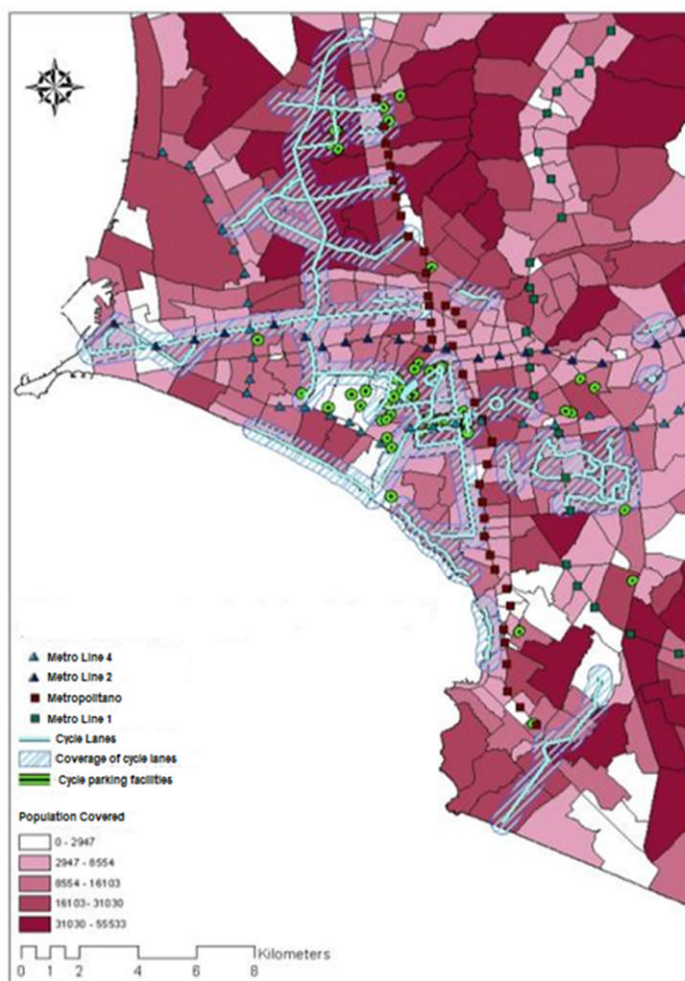 Metro Line 4
Metro Line 2
Metropolitano
Metro Line 1
Cycle Lanes
Coverage of cycle lanes
Cycle parking facilities
Population Covered
0 - 2947
2947 - 8554
8554 - 16103
16103- 31030
31030 - 55533
Kilometers
0 1 2 4 6 8